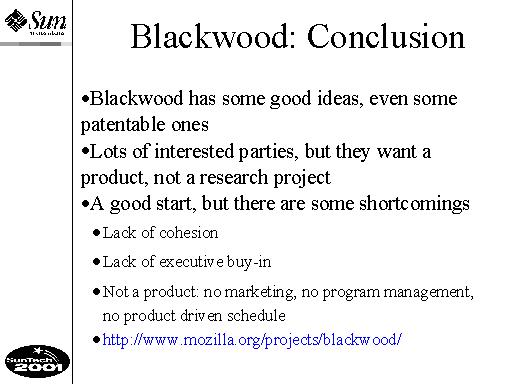 Sun
Blackwood: Conclusion
•Blackwood has some good ideas, even some
patentable ones
•Lots of interested parties, but they want a
product, not a research project
•A good start, but there are some shortcomings
•Lack of cohesion
•Lack of executive buy-in
•Not a product: no marketing, no program management,
no product driven schedule
•http://www.mozilla.org/projects/blackwood/
SunTech
2001